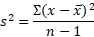 s² = Σ(x − x̄)² / n − 1